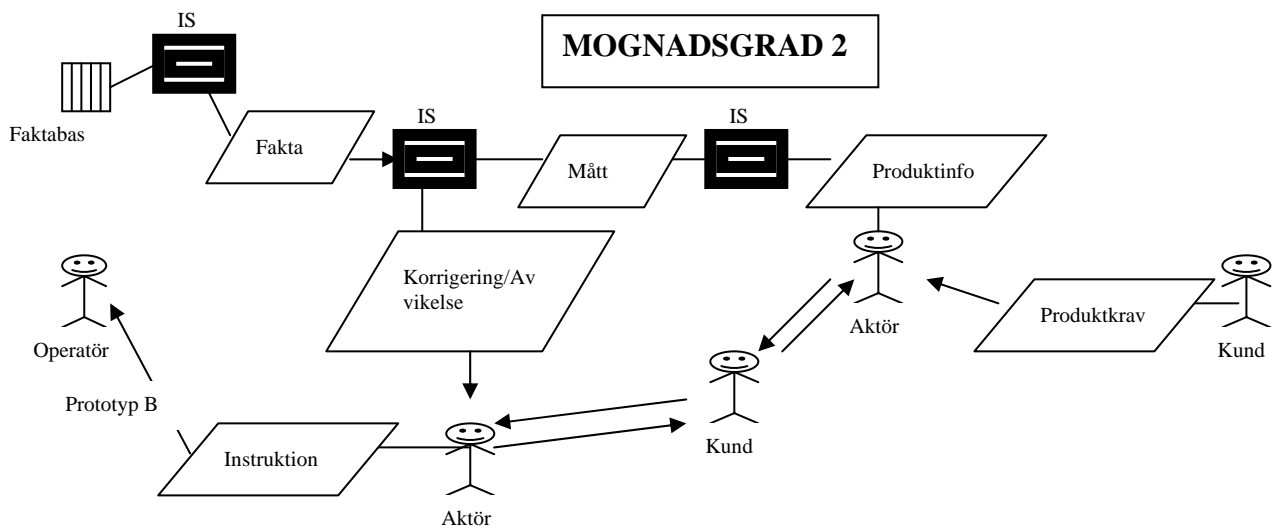 IS
MOGNADSGRAD 2
Faktabas
IS
IS
Fakta
Mått
Produktinfo
Korrigering/Av
vikelse
Operatör
Aktör
Produktkrav
Kund
Prototyp B
Kund
Instruktion
Aktör